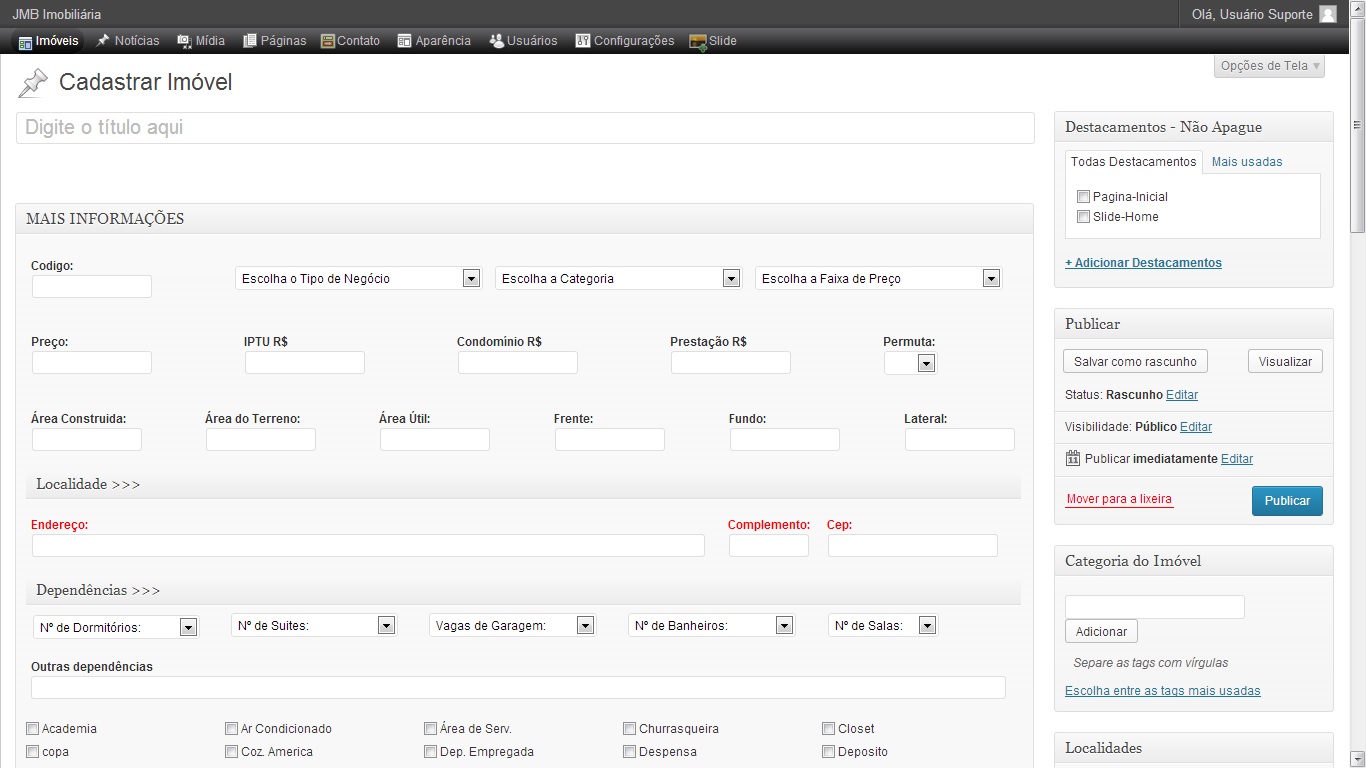 JMB Imobiliária
Olá, Usuário Suporte
Imóveis Notícias Mídia Páginas Contato Aparência Usuários Configurações Slide
Opções de Tela
Cadastrar Imóvel
Digite o título aqui
MAIS INFORMAÇÕES
Codigo:
Escolha o Tipo de Negócio Escolha a Categoria Escolha a Faixa de Preço
Preço: IPTU R$ Condomínio R$ Prestação R$ Permuta:
Área Construida: Área do Terreno: Área Útil: Frente: Fundo: Lateral:
Localidade >>>
Endereço: Complemento: Cep:
Dependências >>>
Nº de Dormitórios: Nº de Suites: Vagas de Garagem: Nº de Banheiros: Nº de Salas:
Outras dependências
Academia Ar Condicionado Área de Serv. Churrasqueira Closet
copa Coz. America Dep. Empregada Despensa Deposito
Destacamentos - Não Apague
Todas Destacamentos Mais usadas
Pagina-Inicial
Slide-Home
+ Adicionar Destacamentos
Publicar
Salvar como rascunho Visualizar
Status: Rascunho Editar
Visibilidade: Público Editar
11 Publicar imediatamente Editar
Mover para a lixeira Publicar
Categoria do Imóvel
Adicionar
Separe as tags com vírgulas
Escolha entre as tags mais usadas
Localidades